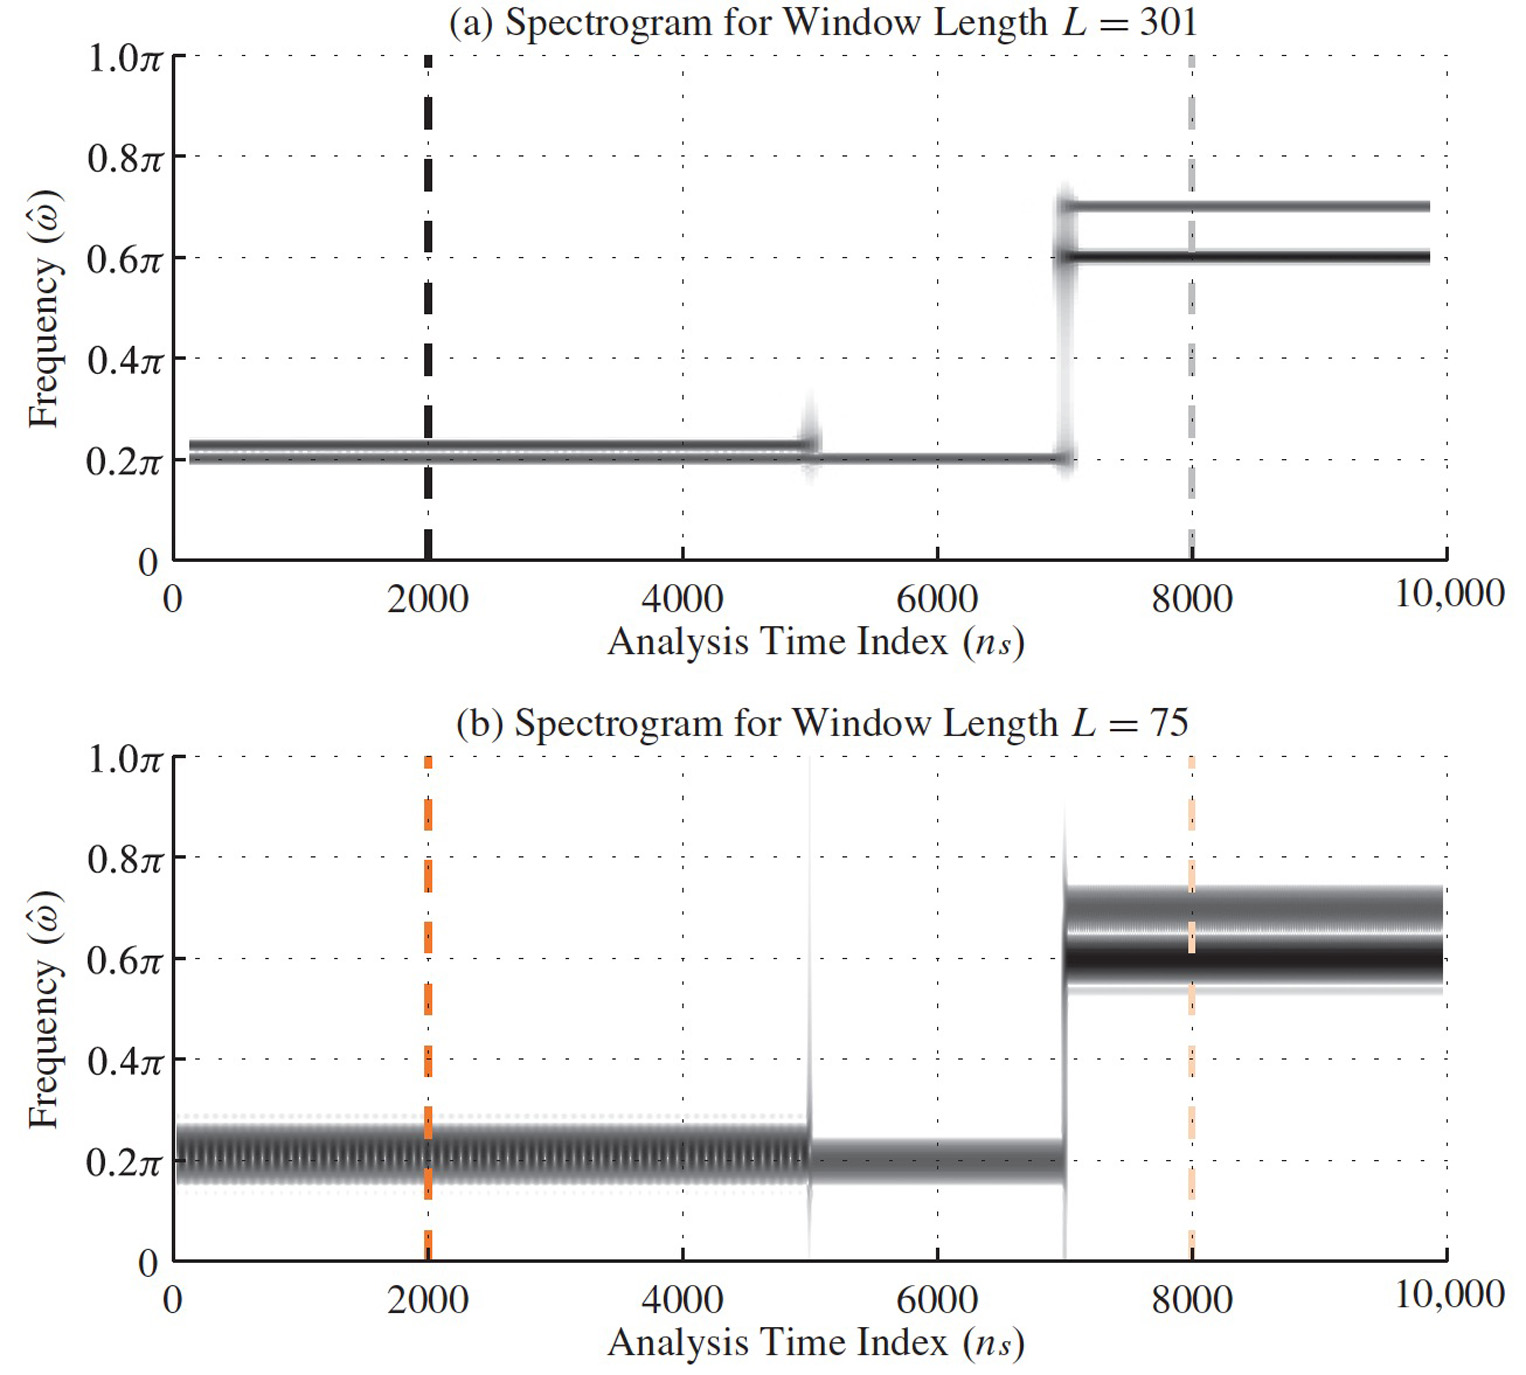 (a) Spectrogram for Window Length L = 301
1.0π
0.8π
0.6π
0.4π
0.2π
0
Frequency (ω̂)
0 2000 4000 6000 8000 10,000
Analysis Time Index (ns)
(b) Spectrogram for Window Length L = 75
1.0π
0.8π
0.6π
0.4π
0.2π
0
Frequency (ω̂)
0 2000 4000 6000 8000 10,000
Analysis Time Index (ns)